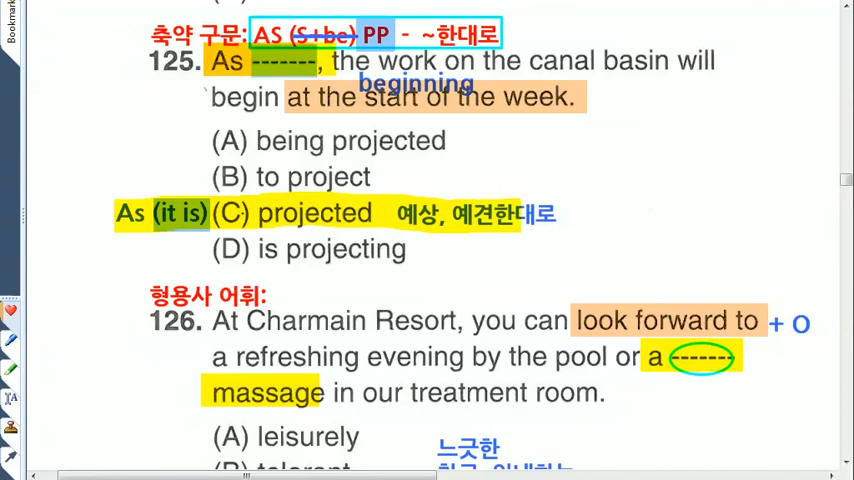 Bookmark
축약 구문: AS (S+be) PP - ~한대로
125. As -------, the work on the canal basin will
beginning
begin at the start of the week.
(A) being projected
(B) to project
As (it is) (C) projected 예상, 예견한대로
(D) is projecting
형용사 어휘:
126. At Charmain Resort, you can look forward to + O
a refreshing evening by the pool or a -------
massage in our treatment room.
(A) leisurely 느긋한
(B) tolerant